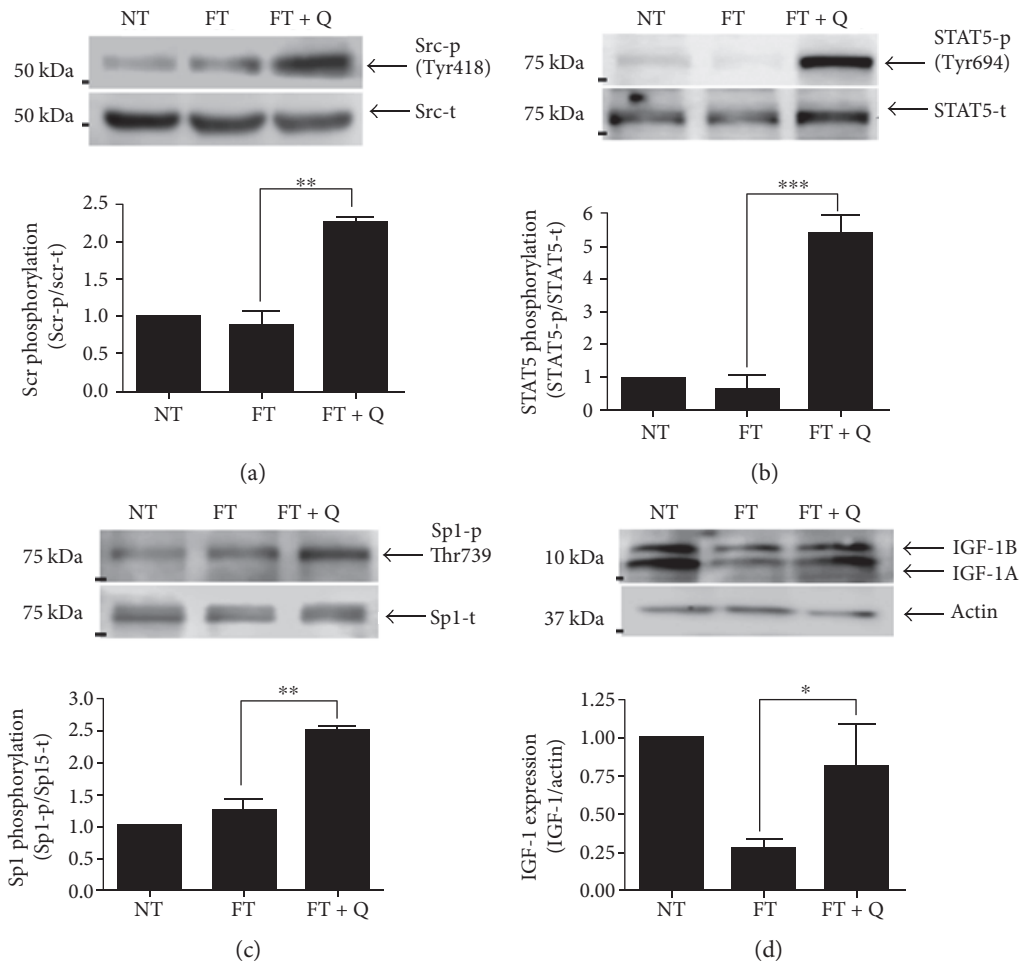 NT FT FT + Q
50 kDa
Src-p
(Tyr418)
50 kDa
Src-t
**
Scr phosphorylation
(Scr-p/scr-t)
2.5
2.0
1.5
1.0
0.5
0.0
NT FT FT + Q
(a)
NT FT FT + Q
75 kDa
STAT5-p
(Tyr694)
75 kDa
STAT5-t
***
STAT5 phosphorylation
(STAT5-p/STAT5-t)
6
5
4
3
2
1
0
NT FT FT + Q
(b)
NT FT FT + Q
75 kDa
Sp1-p
Thr739
75 kDa
Sp1-t
**
Sp1 phosphorylation
(Sp1-p/Sp15-t)
3.0
2.5
2.0
1.5
1.0
0.5
0.0
NT FT FT + Q
(c)
NT FT FT + Q
10 kDa
IGF-1B
IGF-1A
37 kDa
Actin
*
IGF-1 expression
(IGF-1/actin)
1.25
1.00
0.75
0.50
0.25
0.00
NT FT FT + Q
(d)